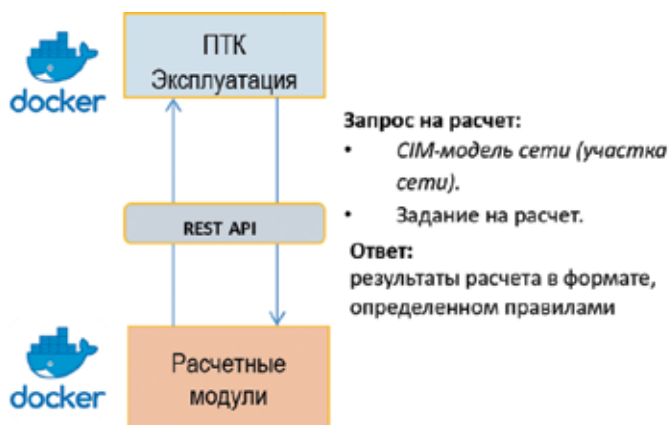 ПТК
Эксплуатация
docker
Запрос на расчет:
• CIM-модель сети (участка
сети).
• Задание на расчет.
REST API
Ответ:
результаты расчета в формате,
определенном правилами
Расчетные
модули
docker